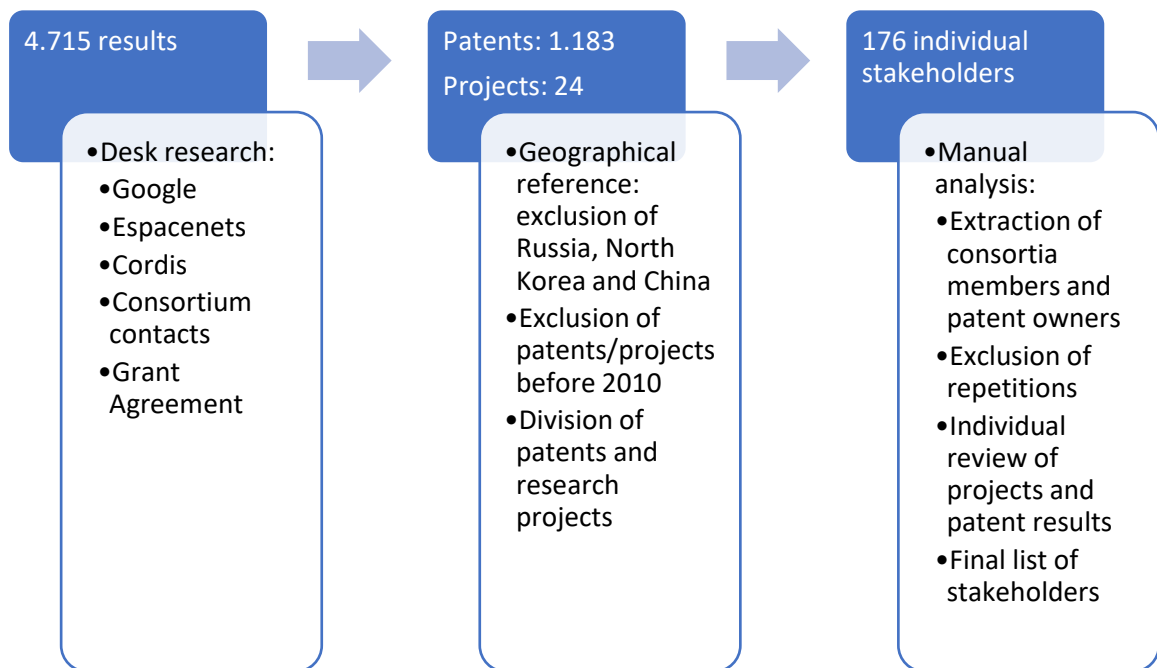 4.715 results
•Desk research:
•Google
•Espacenets
•Cordis
•Consortium
contacts
•Grant
Agreement
Patents: 1.183
Projects: 24
•Geographical
reference:
exclusion of
Russia, North
Korea and China
•Exclusion of
patents/projects
before 2010
•Division of
patents and
research
projects
176 individual
stakeholders
•Manual
analysis:
•Extraction of
consortia
members and
patent owners
•Exclusion of
repetitions
•Individual
review of
projects and
patent results
•Final list of
stakeholders